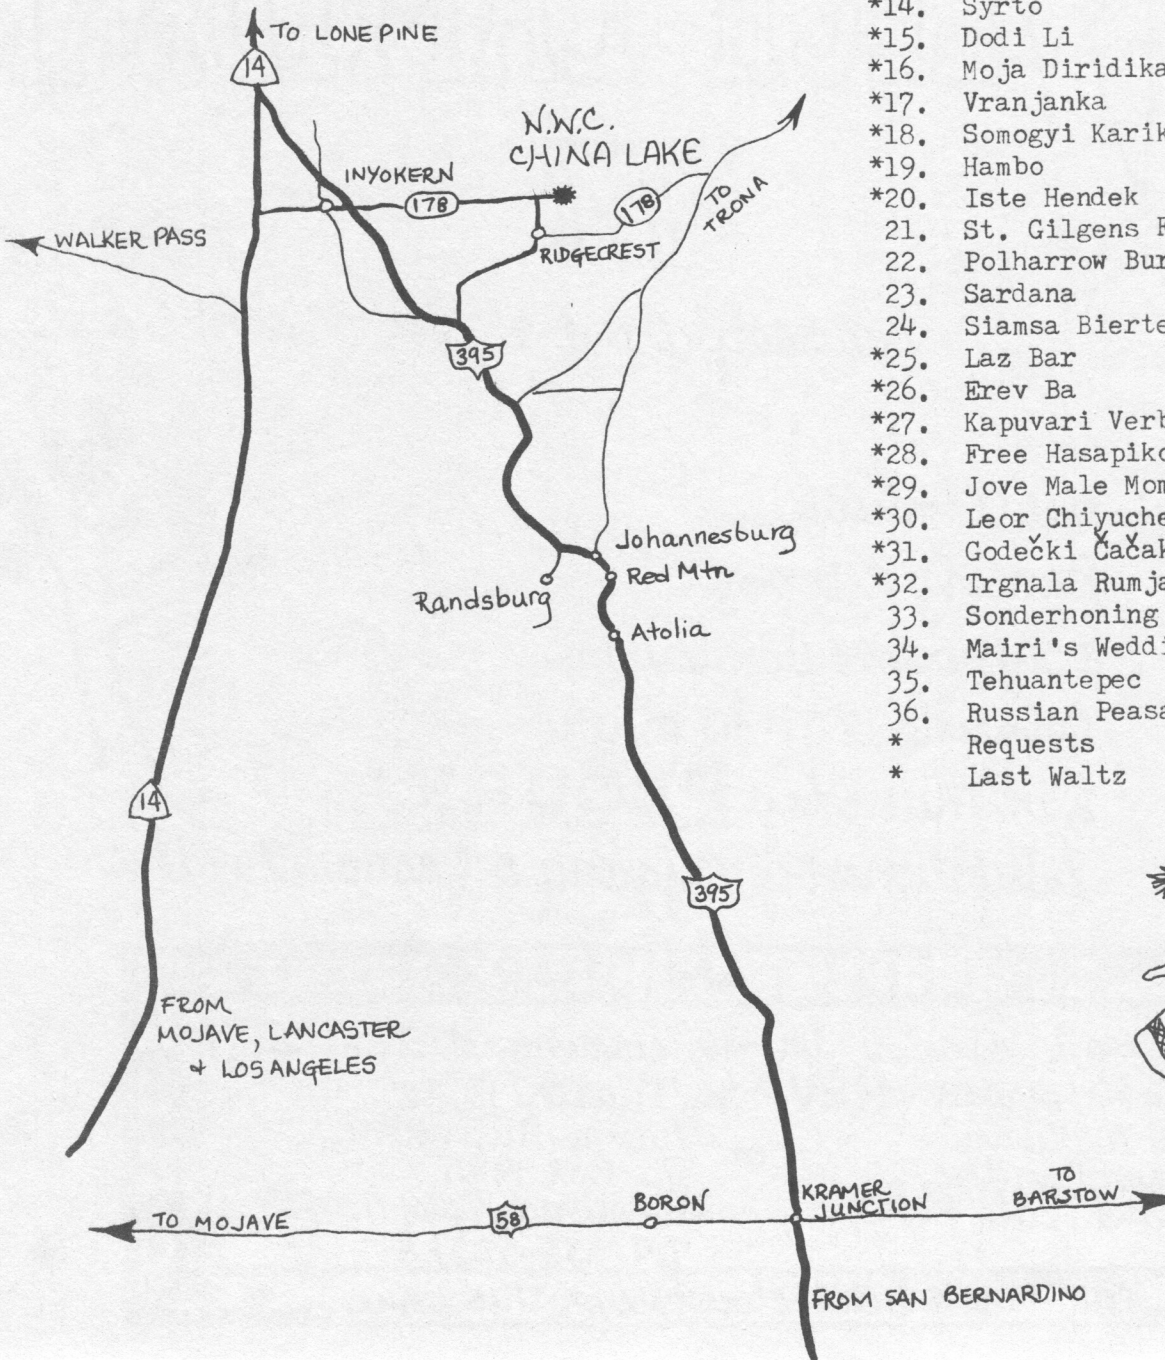 TO LONE PINE
14
N.W.C.
CHINA LAKE
INYOKERN
178
178
TO
TRONA
WALKER PASS
RIDGECREST
395
Johannesburg
Red Mtn
Randsburg
Atolia
14
395
FROM
MOJAVE, LANCASTER
+ LOS ANGELES
TO MOJAVE
58
BORON
KRAMER
JUNCTION
TO
BARSTOW
FROM SAN BERNARDINO
*14. Syrto
*15. Dodi Li
*16. Moja Diridika
*17. Vranjanka
*18. Somogyi Karik
*19. Hambo
*20. Iste Hendek
21. St. Gilgens
22. Polharrow Bur
23. Sardana
24. Siamsa Bierte
*25. Laz Bar
*26. Erev Ba
*27. Kapuvari Verb
*28. Free Hasapiko
*29. Jove Male Mom
*30. Leor Chiyuche
*31. Godečki Čačak
*32. Trgnala Rumja
33. Sonderhoning
34. Mairi's Weddi
35. Tehuantepec
36. Russian Peasa
* Requests
* Last Waltz